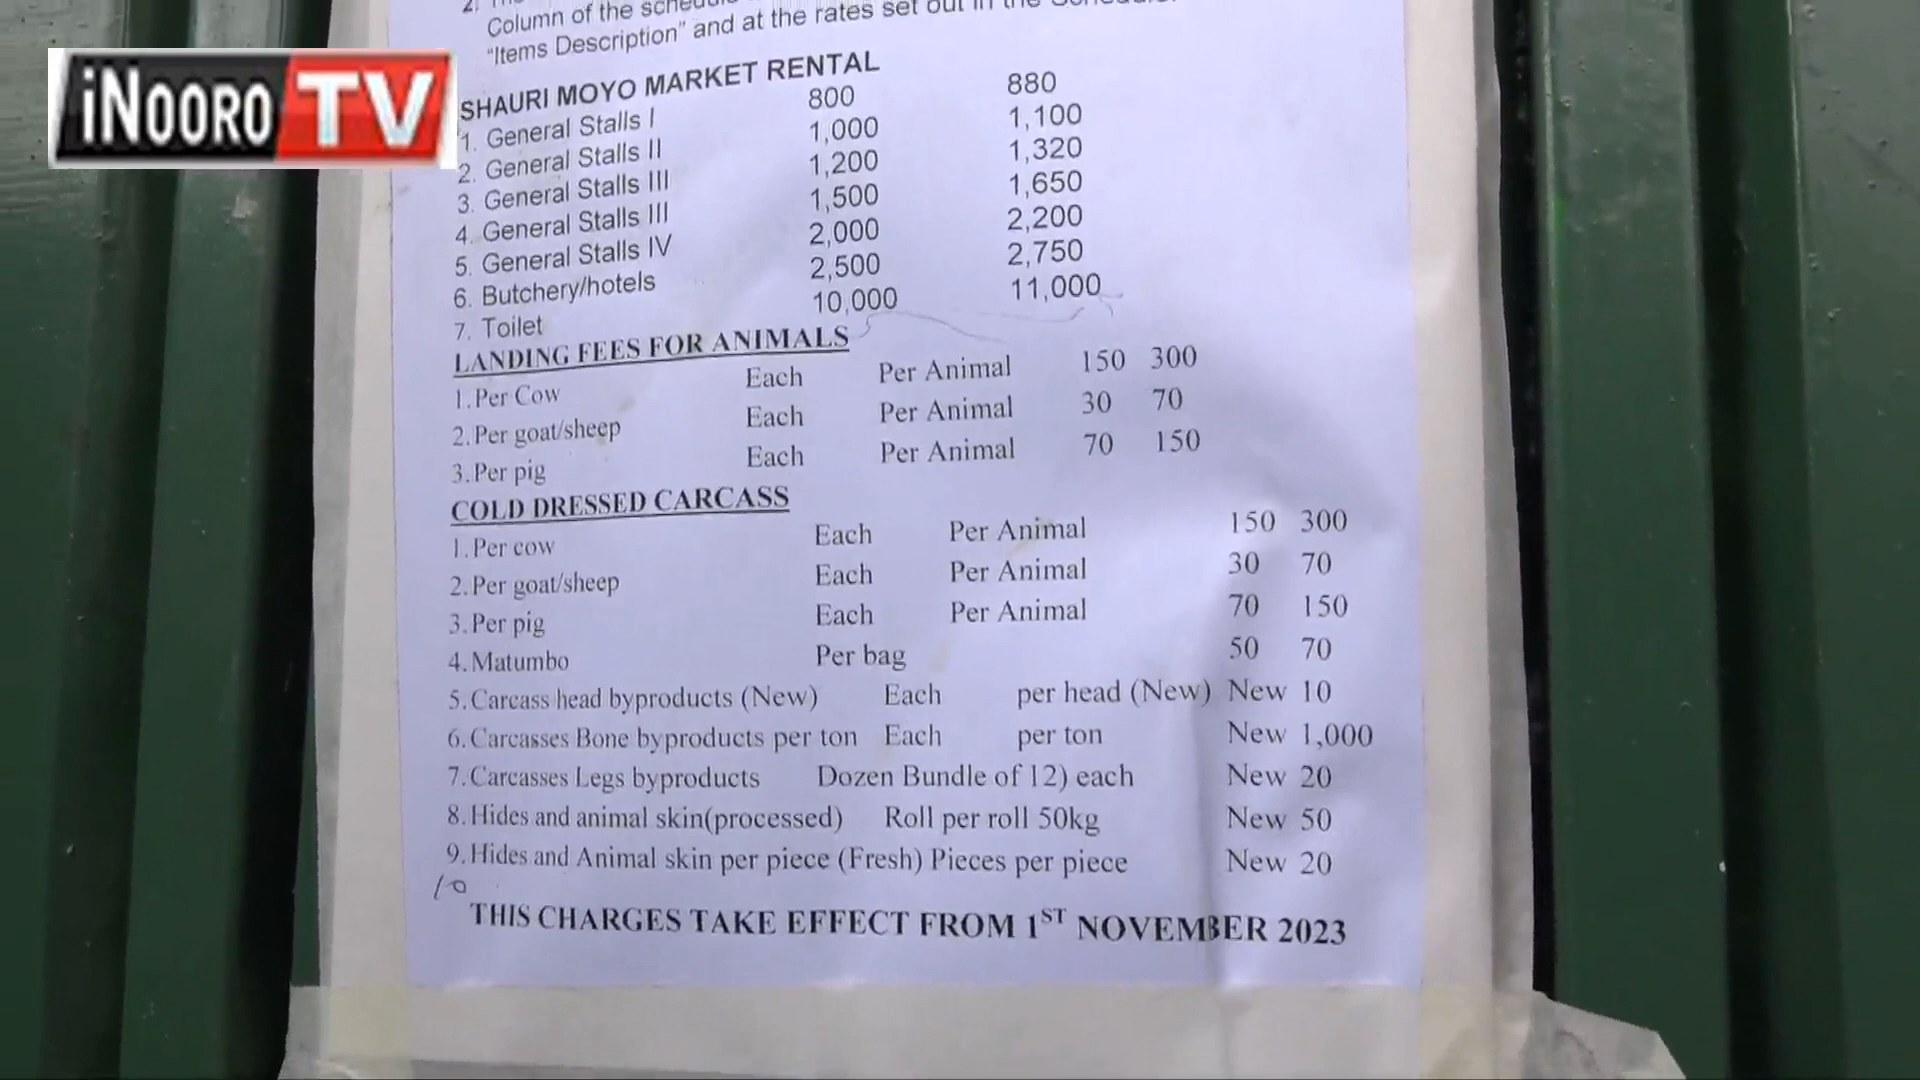 iNOORO TV
2.
Column of the schedule
"Items Description" and at the rates set out in the
SHAURI MOYO MARKET RENTAL
1. General Stalls I 800 880
2. General Stalls II 1,000 1,100
3. General Stalls III 1,200 1,320
4. General Stalls III 1,500 1,650
5. General Stalls IV 2,000 2,200
6. Butchery/hotels 2,500 2,750
7. Toilet 10,000 11,000
LANDING FEES FOR ANIMALS
1. Per Cow Each Per Animal 150 300
2. Per goat/sheep Each Per Animal 30 70
3. Per pig Each Per Animal 70 150
COLD DRESSED CARCASS
1. Per cow Each Per Animal 150 300
2. Per goat/sheep Each Per Animal 30 70
3. Per pig Each Per Animal 70 150
4. Matumbo Per bag 50 70
5. Carcass head byproducts (New) Each per head (New) New 10
6. Carcasses Bone byproducts per ton Each per ton New 1,000
7. Carcasses Legs byproducts Dozen Bundle of 12) each New 20
8. Hides and animal skin(processed) Roll per roll 50kg New 50
9. Hides and Animal skin per piece (Fresh) Pieces per piece New 20
10
THIS CHARGES TAKE EFFECT FROM 1ST NOVEMBER 2023